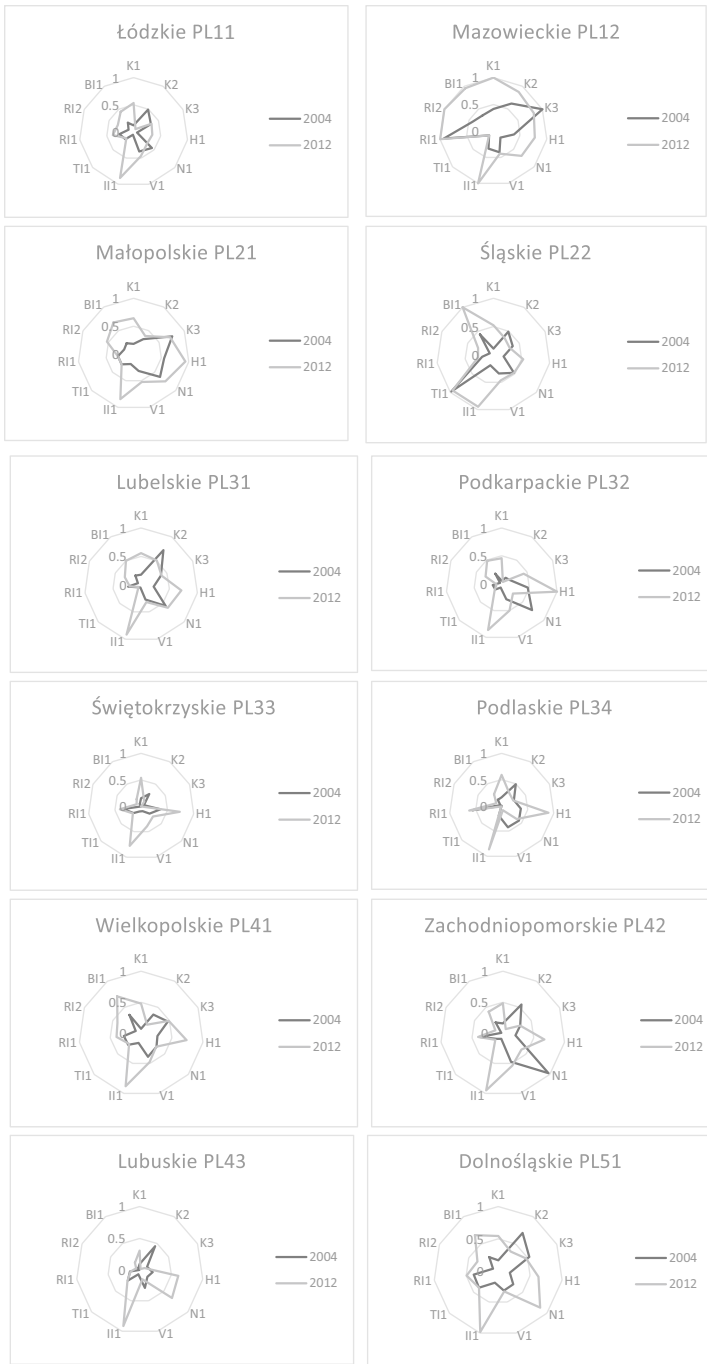 Łódzkie PL11
K1
K2
K3
H1
N1
V1
II1
TI1
RI1
RI2
BI1
1
0.5
0
2004
2012
Mazowieckie PL12
K1
K2
K3
H1
N1
V1
II1
TI1
RI1
RI2
BI1
1
0.5
0
2004
2012
Małopolskie PL21
K1
K2
K3
H1
N1
V1
II1
TI1
RI1
RI2
BI1
1
0.5
0
2004
2012
Śląskie PL22
K1
K2
K3
H1
N1
V1
II1
TI1
RI1
RI2
BI1
1
0.5
0
2004
2012
Lubelskie PL31
K1
K2
K3
H1
N1
V1
II1
TI1
RI1
RI2
BI1
1
0.5
0
2004
2012
Podkarpackie PL32
K1
K2
K3
H1
N1
V1
II1
TI1
RI1
RI2
BI1
1
0.5
0
2004
2012
Świętokrzyskie PL33
K1
K2
K3
H1
N1
V1
II1
TI1
RI1
RI2
BI1
1
0.5
0
2004
2012
Podlaskie PL34
K1
K2
K3
H1
N1
V1
II1
TI1
RI1
RI2
BI1
1
0.5
0
2004
2012
Wielkopolskie PL41
K1
K2
K3
H1
N1
V1
II1
TI1
RI1
RI2
BI1
1
0.5
0
2004
2012
Zachodniopomorskie PL42
K1
K2
K3
H1
N1
V1
II1
TI1
RI1
RI2
BI1
1
0.5
0
2004
2012
Lubuskie PL43
K1
K2
K3
H1
N1
V1
II1
TI1
RI1
RI2
BI1
1
0.5
0
2004
2012
Dolnośląskie PL51
K1
K2
K3
H1
N1
V1
II1
TI1
RI1
RI2
BI1
1
0.5
0
2004
2012